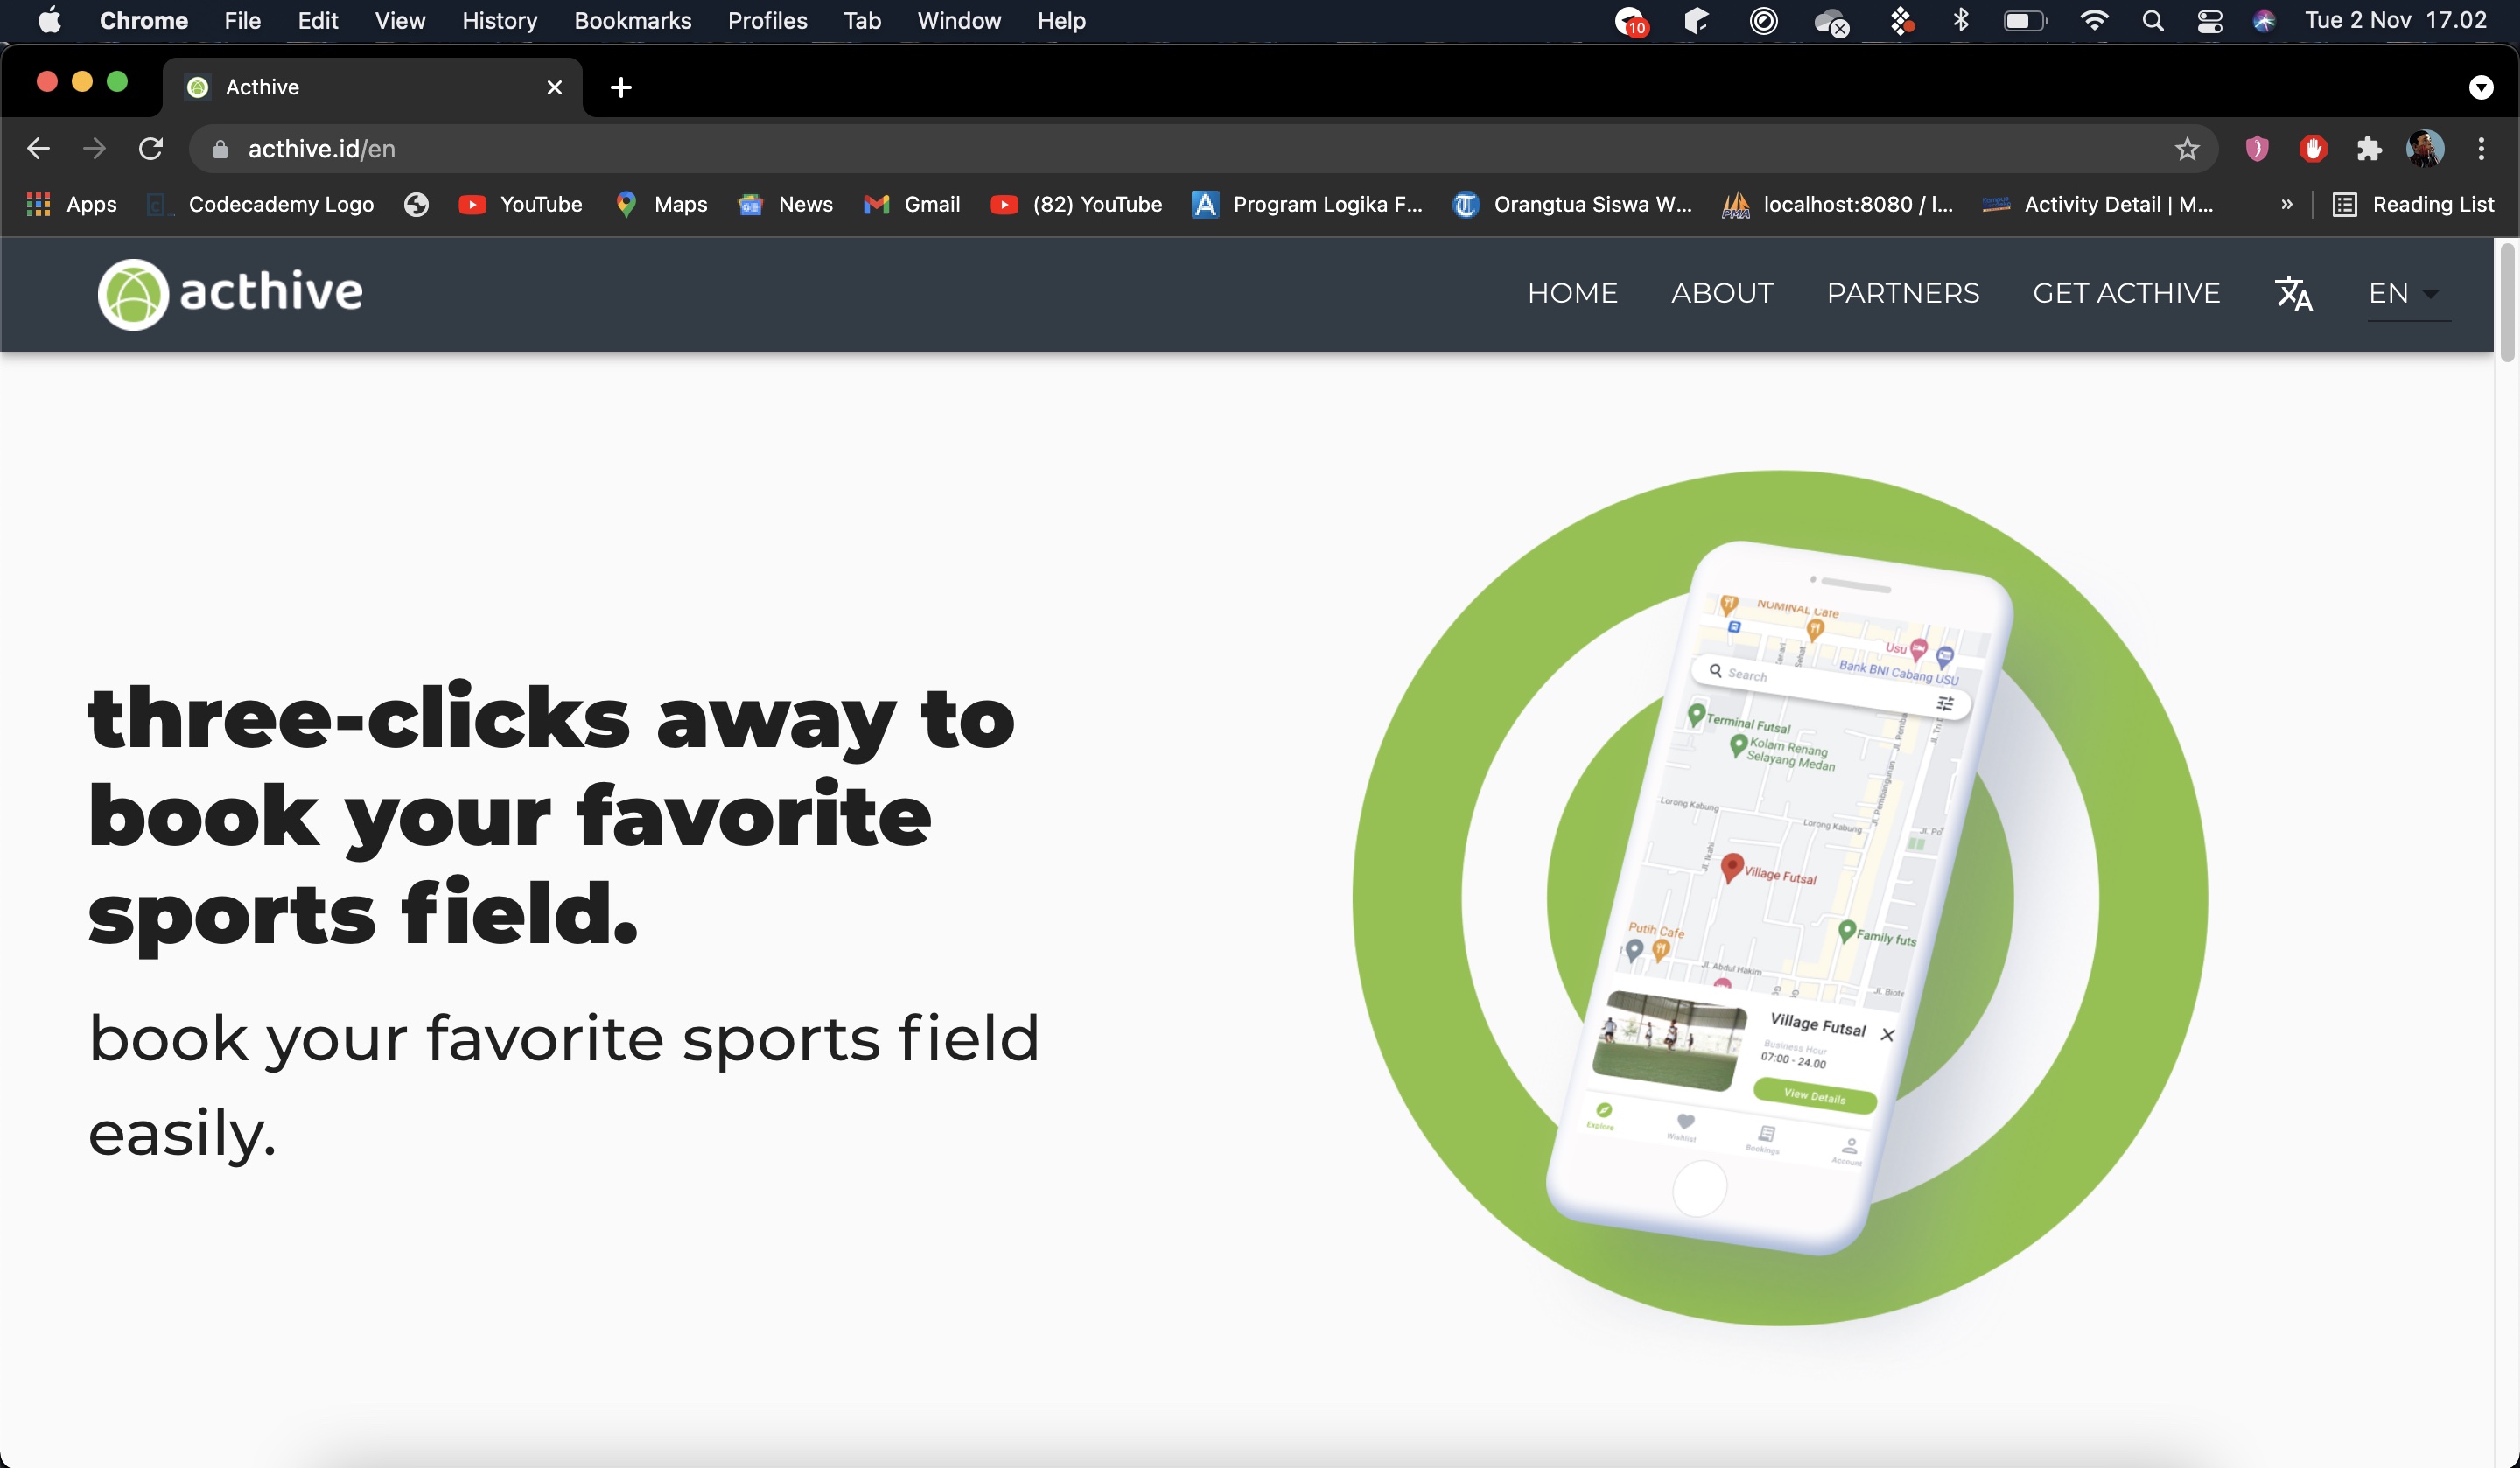 Chrome File Edit View History Bookmarks Profiles Tab Window Help 10 Tue 2 Nov 17.02
Acthive
acthive.id/en
Apps Codecademy Logo YouTube Maps News Gmail (82) YouTube Program Logika F... Orangtua Siswa W... localhost:8080 / l... Activity Detail | M... » Reading List
acthive HOME ABOUT PARTNERS GET ACTHIVE EN
three-clicks away to
book your favorite
sports field.
book your favorite sports field
easily.
NUMINAL Cafe
Usu
Bank BNI Cabang USU
Search
Terminal Futsal
Kolam Renang
Selayang Medan
Jl. Pembangunan
Lorong Kabung
Lorong Kabung
Village Futsal
Putih Cafe
Family futs
Jl. Abdul Hakim
Village Futsal
Business Hour
07:00 - 24.00
View Details
Explore Wishlist Bookings Account